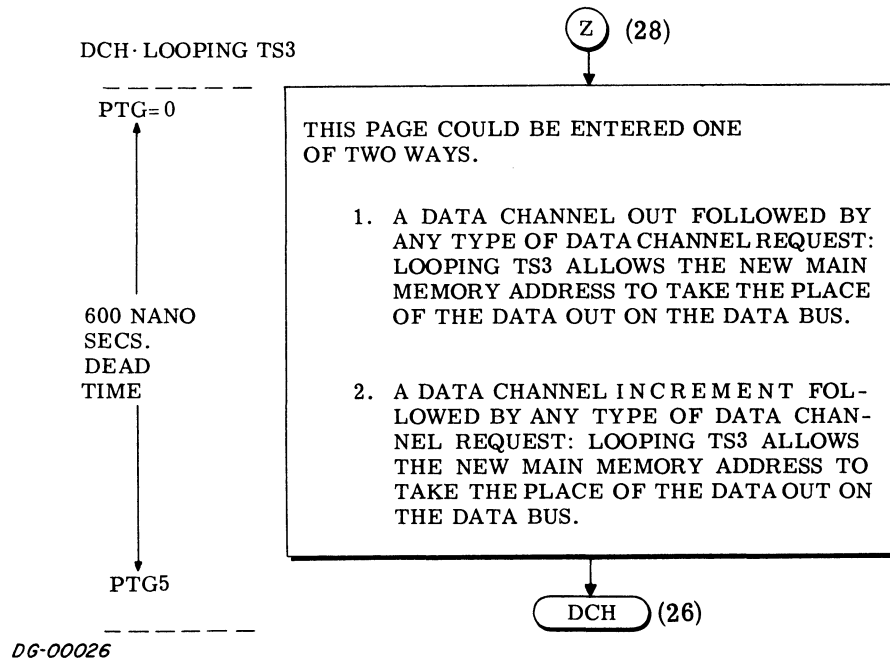 Z (28)
DCH·LOOPING TS3
PTG=0
600 NANO
SECS.
DEAD
TIME
PTG5
THIS PAGE COULD BE ENTERED ONE
OF TWO WAYS.
1. A DATA CHANNEL OUT FOLLOWED BY
ANY TYPE OF DATA CHANNEL REQUEST:
LOOPING TS3 ALLOWS THE NEW MAIN
MEMORY ADDRESS TO TAKE THE PLACE
OF THE DATA OUT ON THE DATA BUS.
2. A DATA CHANNEL INCREMENT FOL-
LOWED BY ANY TYPE OF DATA CHAN-
NEL REQUEST: LOOPING TS3 ALLOWS
THE NEW MAIN MEMORY ADDRESS TO
TAKE THE PLACE OF THE DATA OUT ON
THE DATA BUS.
DCH (26)
DG-00026